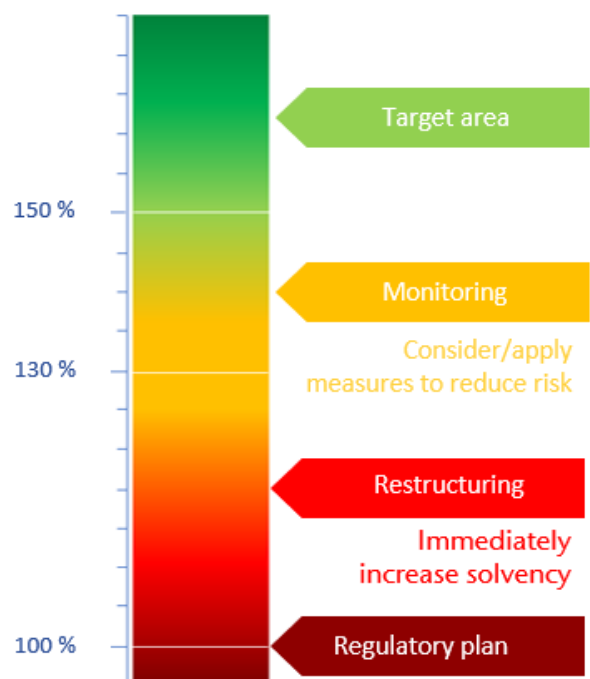 Target area
150 %
Monitoring
Consider/apply
130 %
measures to reduce risk
Restructuring
Immediately
increase solvency
100 %
Regulatory plan